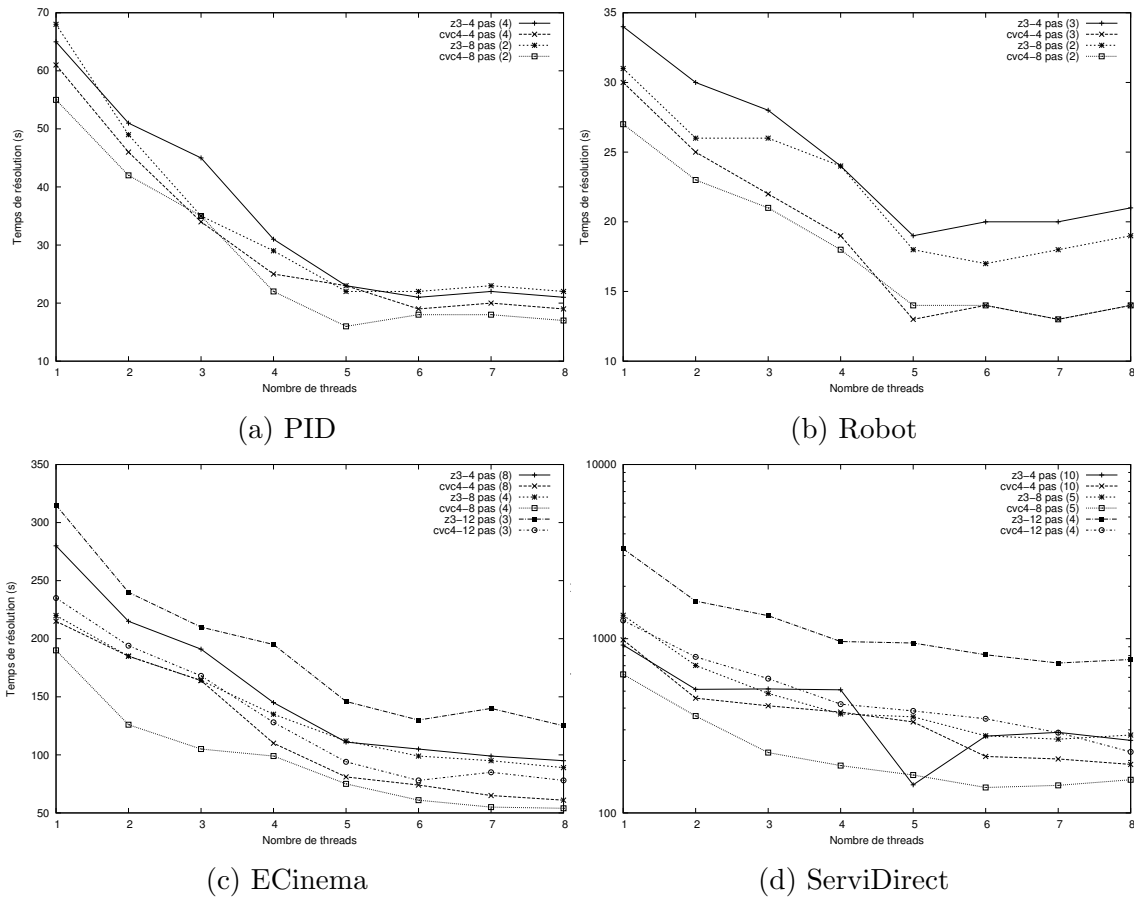 70
60
50
40
30
20
10
1 2 3 4 5 6 7 8
Temps de résolution (s)
Nombre de threads
z3-4 pas (4)
cvc4-4 pas (4)
z3-8 pas (2)
cvc4-8 pas (2)
(a) PID
35
30
25
20
15
10
1 2 3 4 5 6 7 8
Temps de résolution (s)
Nombre de threads
z3-4 pas (3)
cvc4-4 pas (3)
z3-8 pas (2)
cvc4-8 pas (2)
(b) Robot
350
300
250
200
150
100
50
1 2 3 4 5 6 7 8
Temps de résolution (s)
Nombre de threads
z3-4 pas (8)
cvc4-4 pas (8)
z3-8 pas (4)
cvc4-8 pas (4)
z3-12 pas (3)
cvc4-12 pas (3)
(c) ECinema
10000
1000
100
1 2 3 4 5 6 7 8
Nombre de threads
z3-4 pas (10)
cvc4-4 pas (10)
z3-8 pas (5)
cvc4-8 pas (5)
z3-12 pas (4)
cvc4-12 pas (4)
(d) ServiDirect